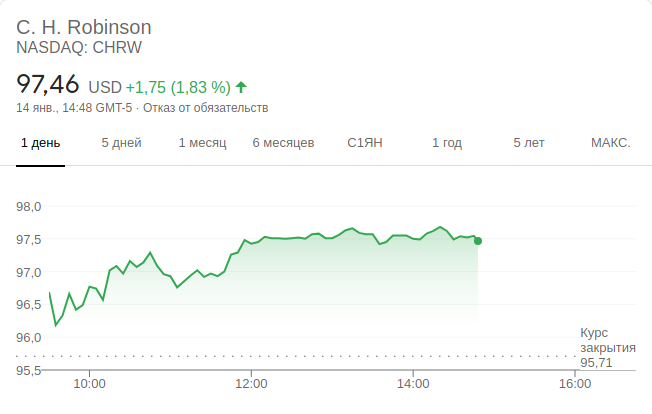 C. H. Robinson
NASDAQ: CHRW
97,46 USD +1,75 (1,83 %)
14 янв., 14:48 GMT-5 · Отказ от обязательств
1 день 5 дней 1 месяц 6 месяцев С1ЯН 1 год 5 лет МАКС.
98,0
97,5
97,0
96,5
96,0
Курс
закрытия
95,71
95,5
10:00 12:00 14:00 16:00